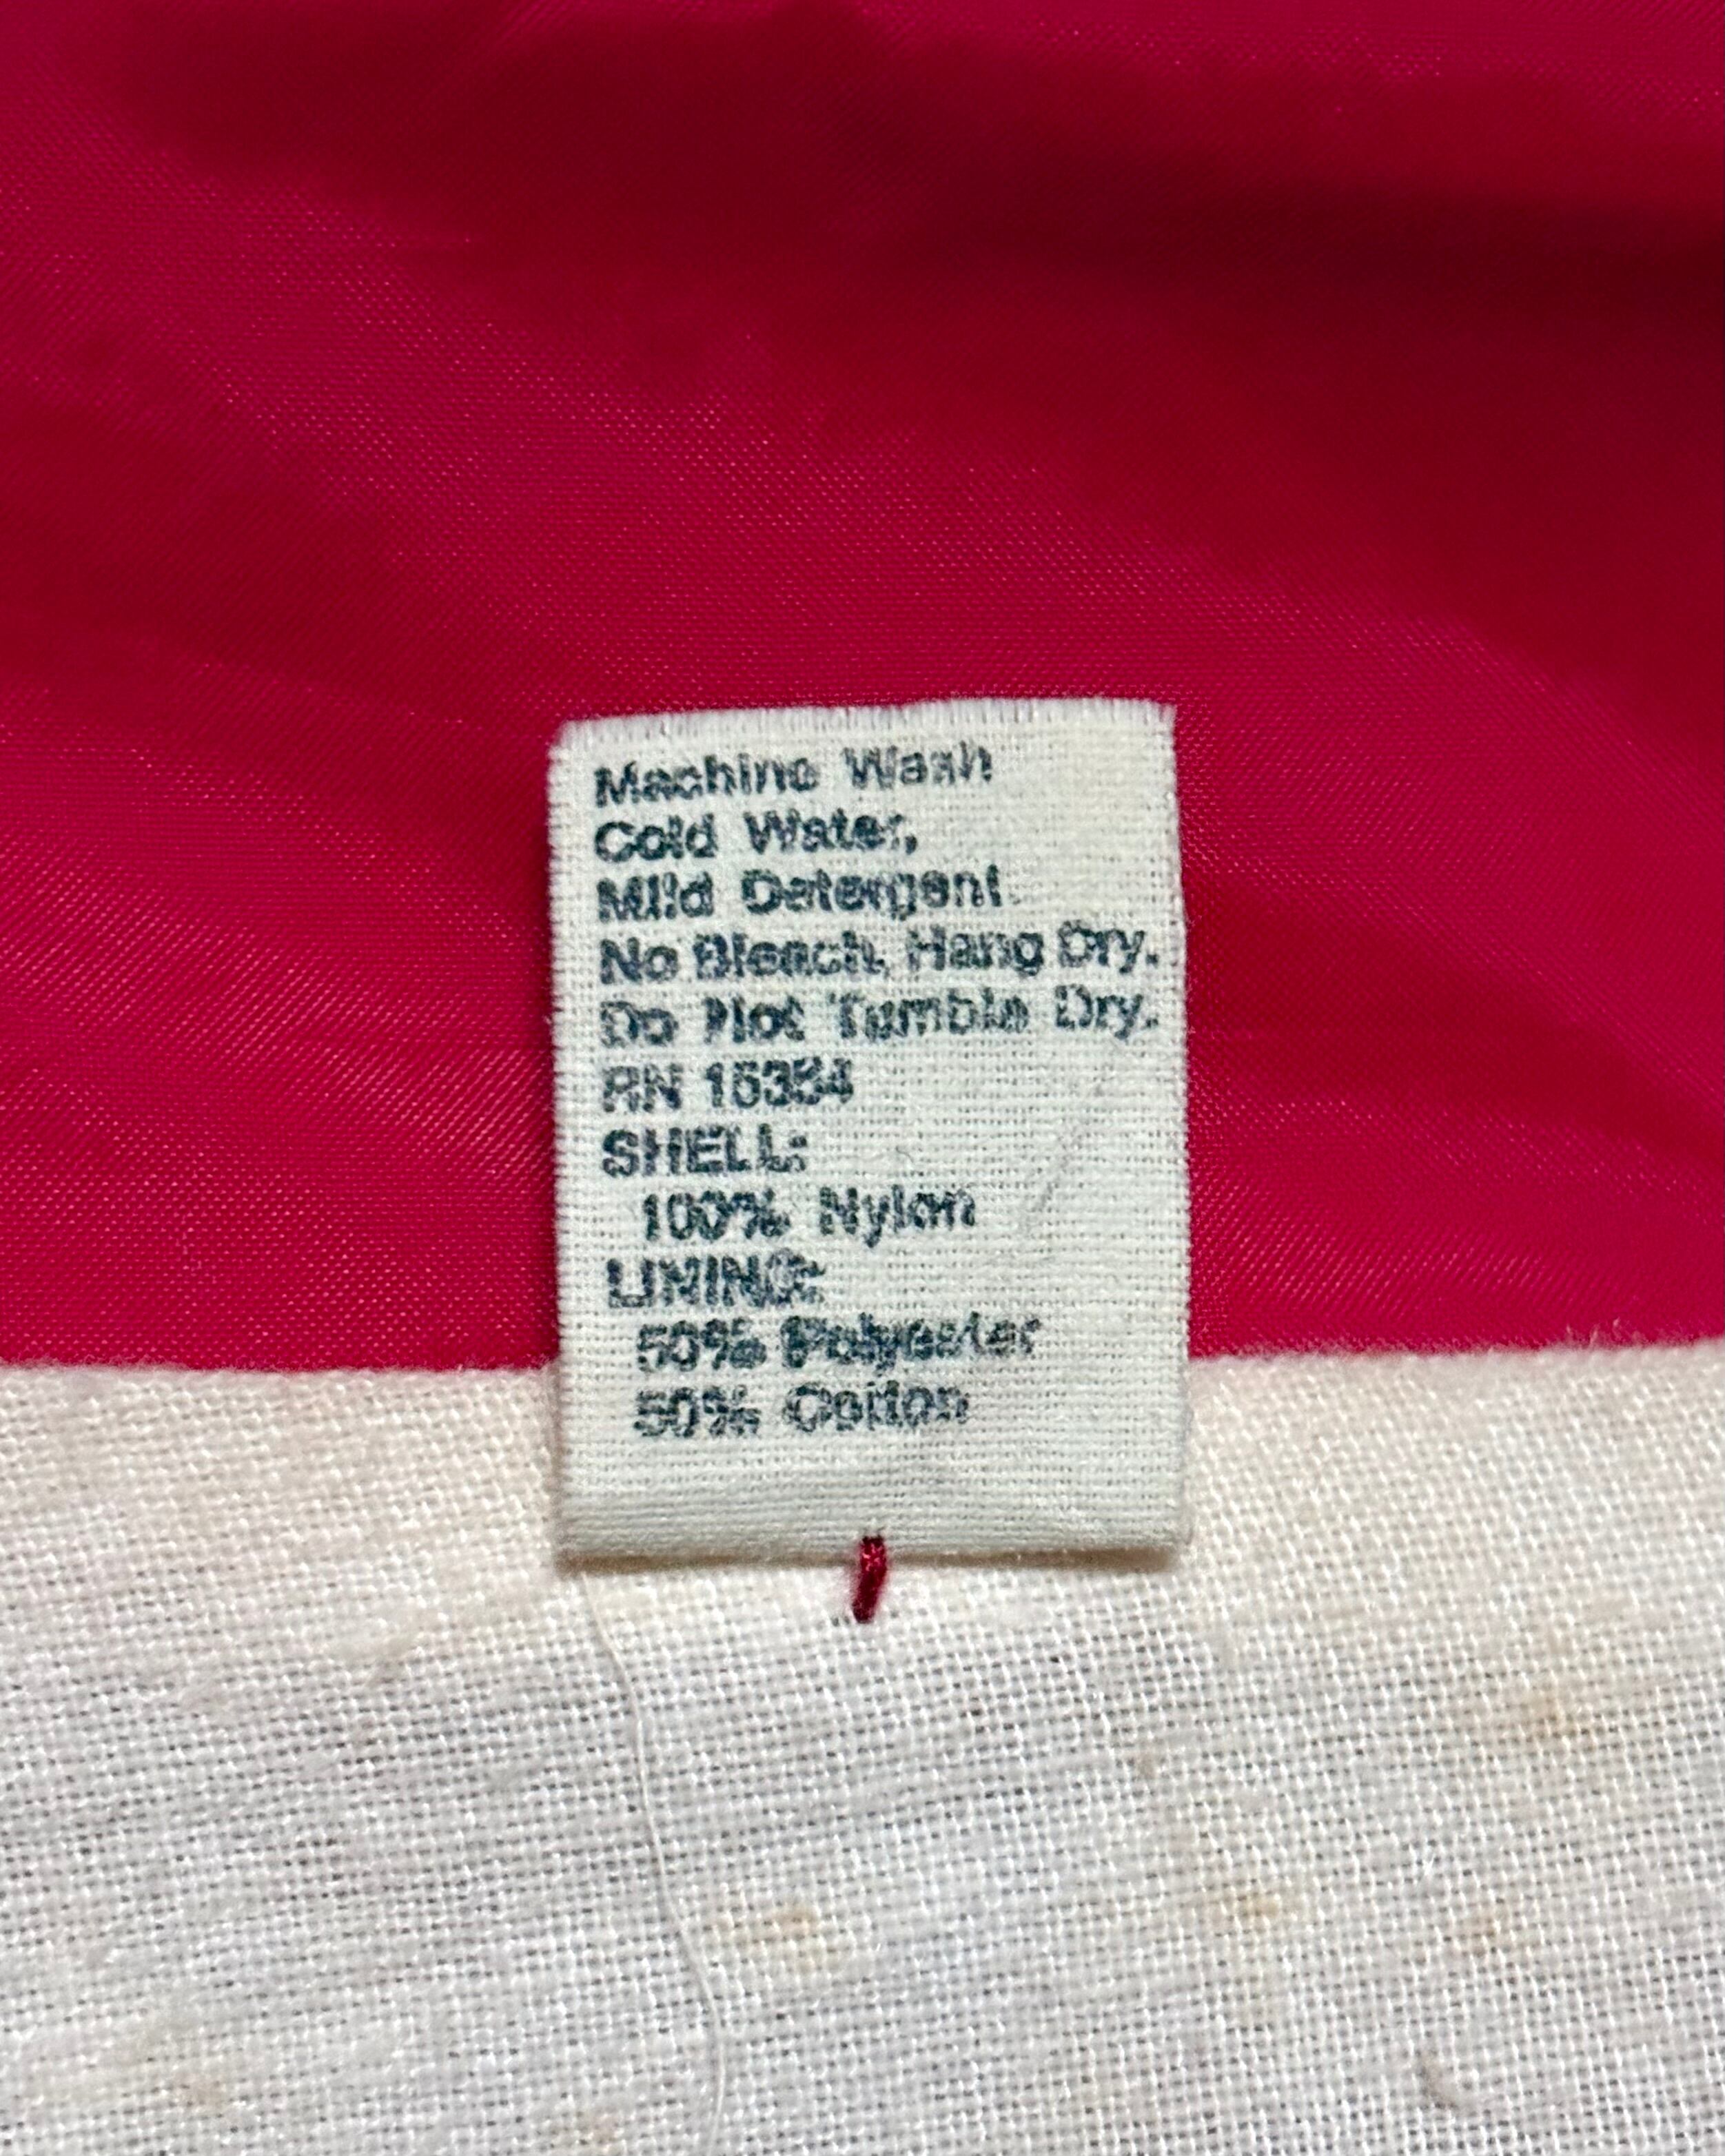 Machine Wash
Cold Water,
Mild Detergent.
No Bleach, Hang Dry.
Do Not Tumble Dry.
RN 15354
SHELL:
100% Nylon
LINING:
50% Polyester
50% Cotton